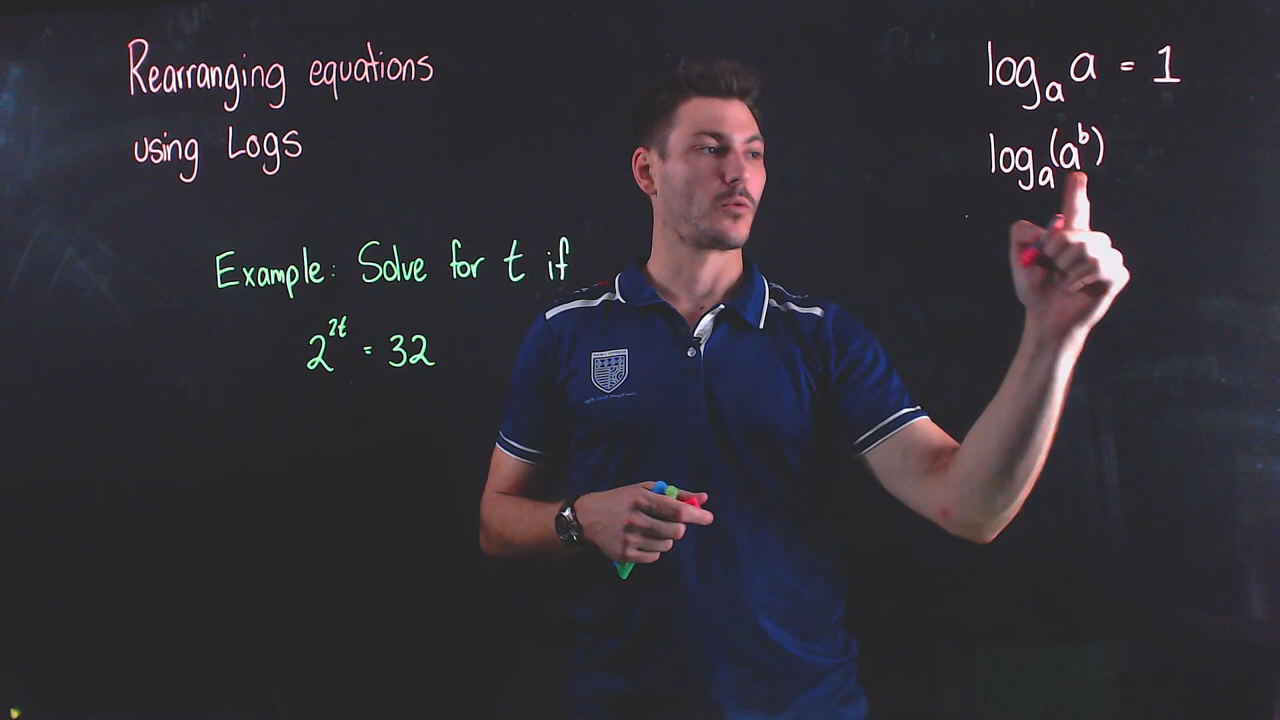 Rearranging equations
using Logs
Example: Solve for t if
2^{2t} = 32
log_a a = 1
log_a (a^b)